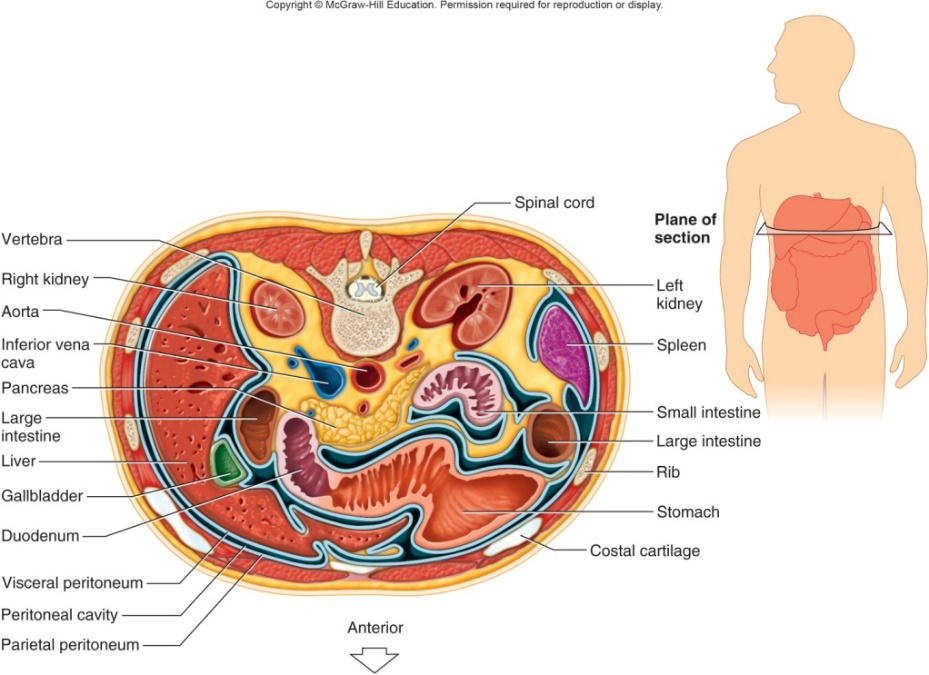 Copyright © McGraw-Hill Education. Permission required for reproduction or display.
Spinal cord
Plane of
section
Vertebra
Right kidney
Aorta
Inferior vena
cava
Pancreas
Large
intestine
Liver
Gallbladder
Duodenum
Visceral peritoneum
Peritoneal cavity
Parietal peritoneum
Left
kidney
Spleen
Small intestine
Large intestine
Rib
Stomach
Costal cartilage
Anterior